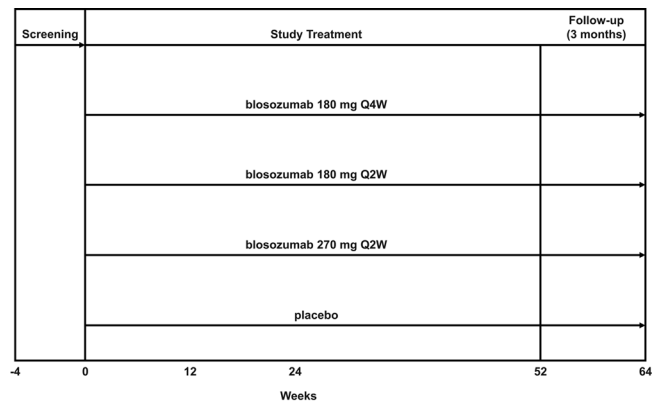 Screening
Study Treatment
Follow-up
(3 months)
blosozumab 180 mg Q4W
blosozumab 180 mg Q2W
blosozumab 270 mg Q2W
placebo
-4 0 12 24 52 64
Weeks